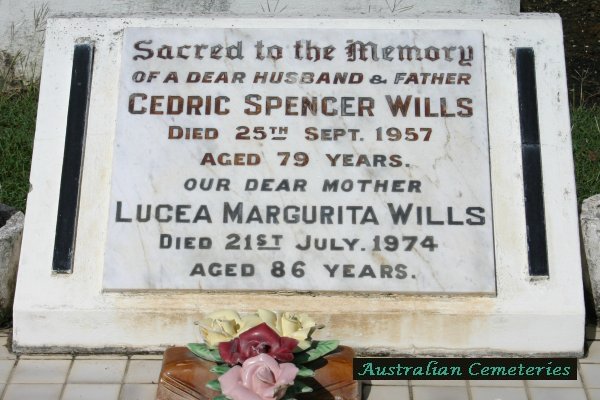 Sacred to the Memory
OF A DEAR HUSBAND & FATHER
CEDRIC SPENCER WILLS
DIED 25TH SEPT. 1957
AGED 79 YEARS.
OUR DEAR MOTHER
LUCEA MARGURITA WILLS
DIED 21ST JULY. 1974
AGED 86 YEARS.
Australian Cemeteries